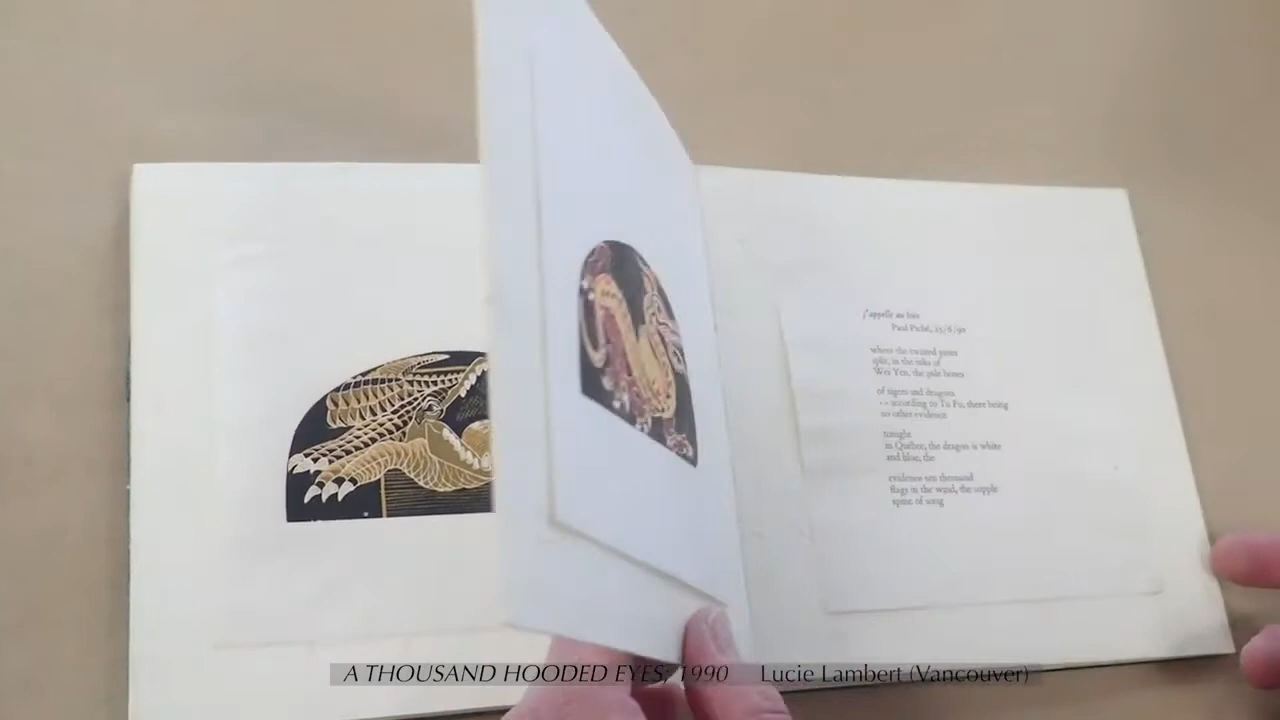 j'appelle au loin
Paul Piché, 25/6/90
where the twisted pines
split, in the inks of
Wei Yen, the pale bones
of tigers and dragons
- - according to Tu Fu, there being
no other evidence
tonight
in Québec, the dragon is white
and blue, the
evidence ten thousand
flags in the wind, the supple
spine of song
A THOUSAND HOODED EYES, 1990 Lucie Lambert (Vancouver)